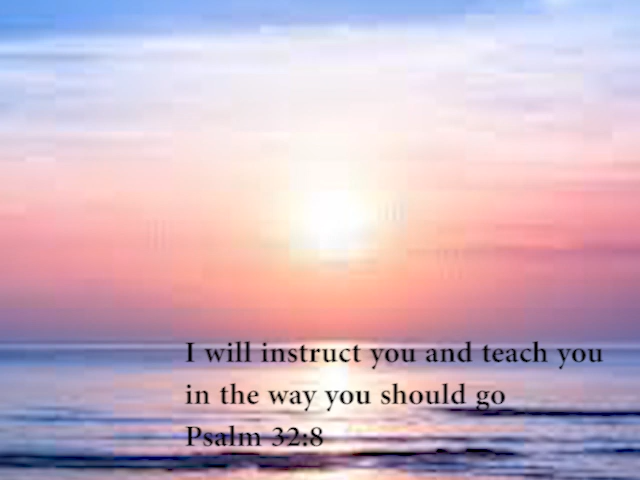 I will instruct you and teach you
in the way you should go
Psalm 32:8